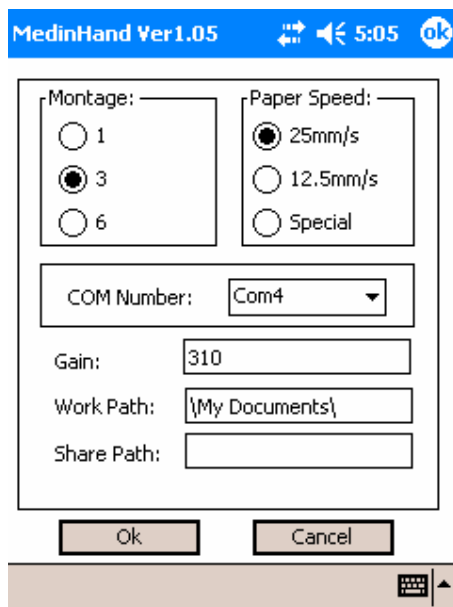 MedinHand Ver1.05 5:05 ok
Montage:
1
3
6
Paper Speed:
25mm/s
12.5mm/s
Special
COM Number: Com4
Gain: 310
Work Path: \My Documents\
Share Path:
Ok Cancel